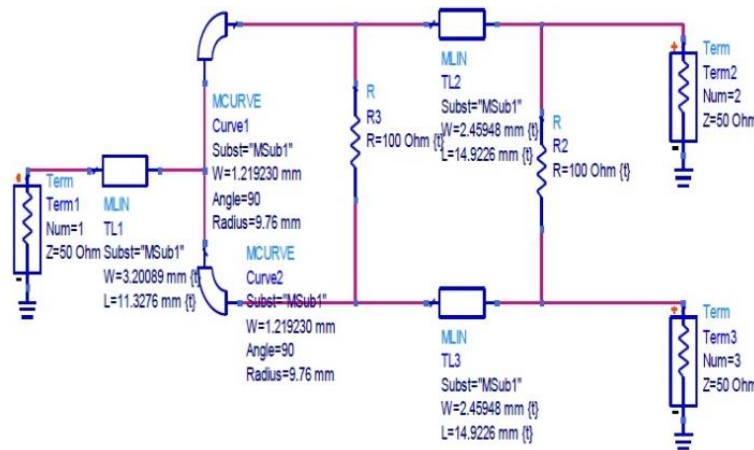 Term
Term1
Num=1
Z=50 Ohm
MLIN
TL1
Subst="MSub1"
W=3.20089 mm {t}
L=11.3276 mm {t}
MCURVE
Curve1
Subst="MSub1"
W=1.219230 mm
Angle=90
Radius=9.76 mm
MCURVE
Curve2
Subst="MSub1"
W=1.219230 mm
Angle=90
Radius=9.76 mm
R
R3
R=100 Ohm {t}
MLIN
TL2
Subst="MSub1"
W=2.45948 mm {t}
L=14.9226 mm {t}
R
R2
R=100 Ohm {t}
MLIN
TL3
Subst="MSub1"
W=2.45948 mm {t}
L=14.9226 mm {t}
Term
Term2
Num=2
Z=50 Ohm
Term
Term3
Num=3
Z=50 Ohm